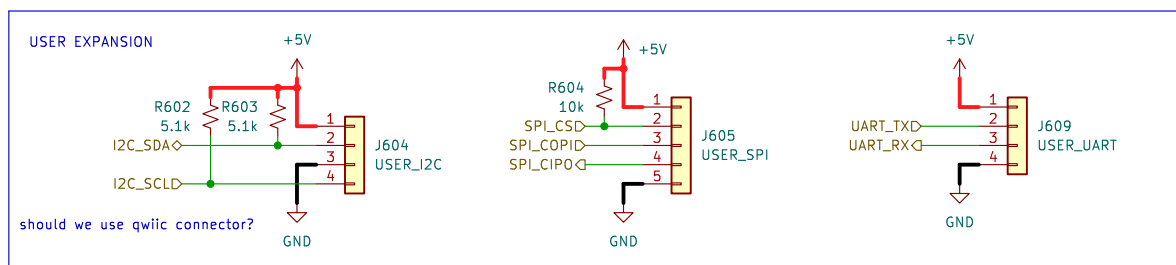 USER EXPANSION
+5V
R602
5.1k
R603
5.1k
I2C_SDA
I2C_SCL
1
2
3
4
J604
USER_I2C
GND
should we use qwiic connector?
+5V
R604
10k
SPI_CS
SPI_COPI
SPI_CIPO
1
2
3
4
5
J605
USER_SPI
GND
+5V
UART_TX
UART_RX
1
2
3
4
J609
USER_UART
GND